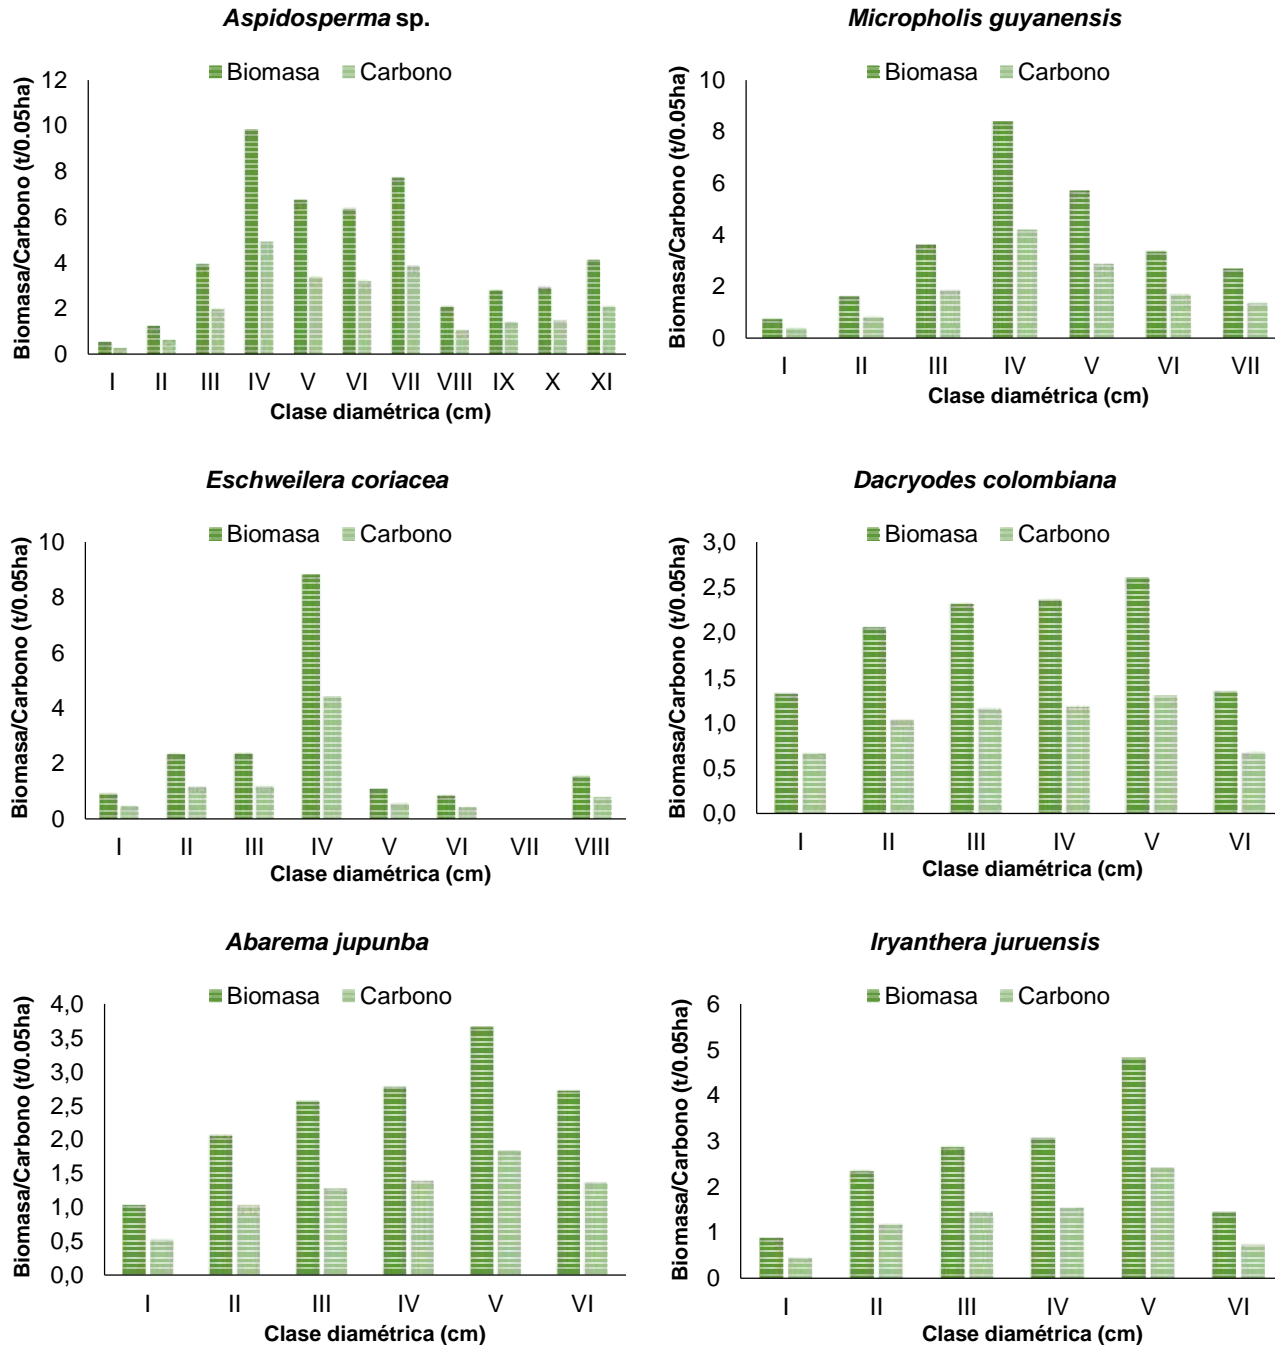 Aspidosperma sp.
Biomasa Carbono
Biomasa/Carbono (t/0.05ha)
12
10
8
6
4
2
0
I II III IV V VI VII VIII IX X XI
Clase diamétrica (cm)
Micropholis guyanensis
Biomasa Carbono
Biomasa/Carbono (t/0.05ha)
10
8
6
4
2
0
I II III IV V VI VII
Clase diamétrica (cm)
Eschweilera coriacea
Biomasa Carbono
Biomasa/Carbono (t/0.05ha)
10
8
6
4
2
0
I II III IV V VI VII VIII
Clase diamétrica (cm)
Dacryodes colombiana
Biomasa Carbono
Biomasa/Carbono (t/0.05ha)
3,0
2,5
2,0
1,5
1,0
0,5
0,0
I II III IV V VI
Clase diamétrica (cm)
Abarema jupunba
Biomasa Carbono
Biomasa/Carbono (t/0.05ha)
4,0
3,5
3,0
2,5
2,0
1,5
1,0
0,5
0,0
I II III IV V VI
Clase diamétrica (cm)
Iryanthera juruensis
Biomasa Carbono
Biomasa/Carbono (t/0.05ha)
6
5
4
3
2
1
0
I II III IV V VI
Clase diamétrica (cm)